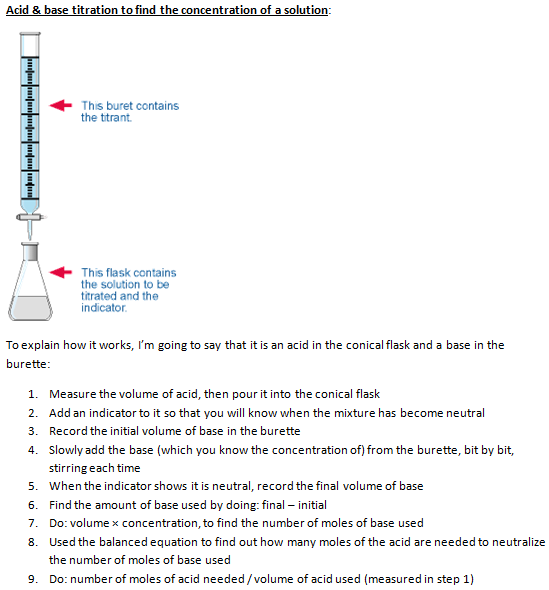 Acid & base titration to find the concentration of a solution:
This buret contains
the titrant.
This flask contains
the solution to be
titrated and the
indicator.
To explain how it works, I'm going to say that it is an acid in the conical flask and a base in the
burette:
1. Measure the volume of acid, then pour it into the conical flask
2. Add an indicator to it so that you will know when the mixture has become neutral
3. Record the initial volume of base in the burette
4. Slowly add the base (which you know the concentration of) from the burette, bit by bit,
stirring each time
5. When the indicator shows it is neutral, record the final volume of base
6. Find the amount of base used by doing: final – initial
7. Do: volume × concentration, to find the number of moles of base used
8. Used the balanced equation to find out how many moles of the acid are needed to neutralize
the number of moles of base used
9. Do: number of moles of acid needed / volume of acid used (measured in step 1)